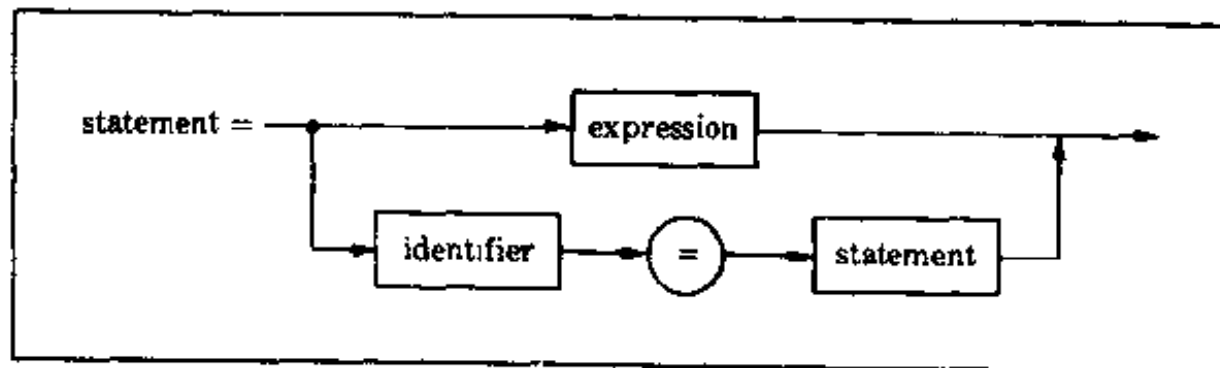 statement = expression
identifier = statement